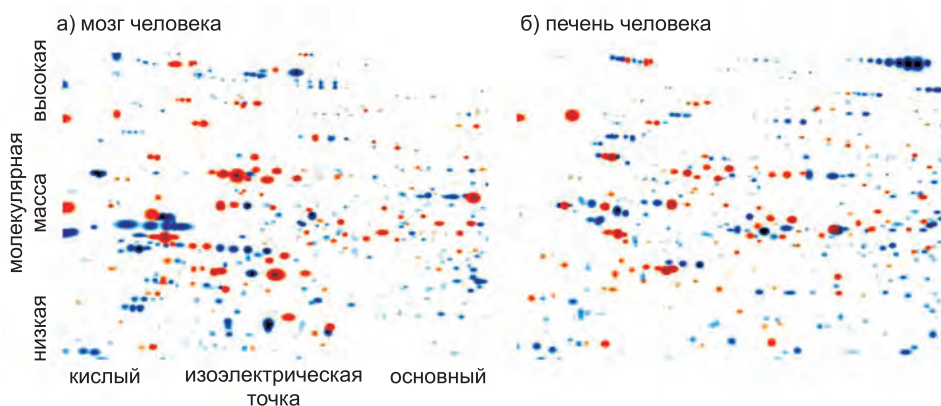 а) мозг человека
б) печень человека
высокая
молекулярная
масса
низкая
кислый
изоэлектрическая
точка
основный